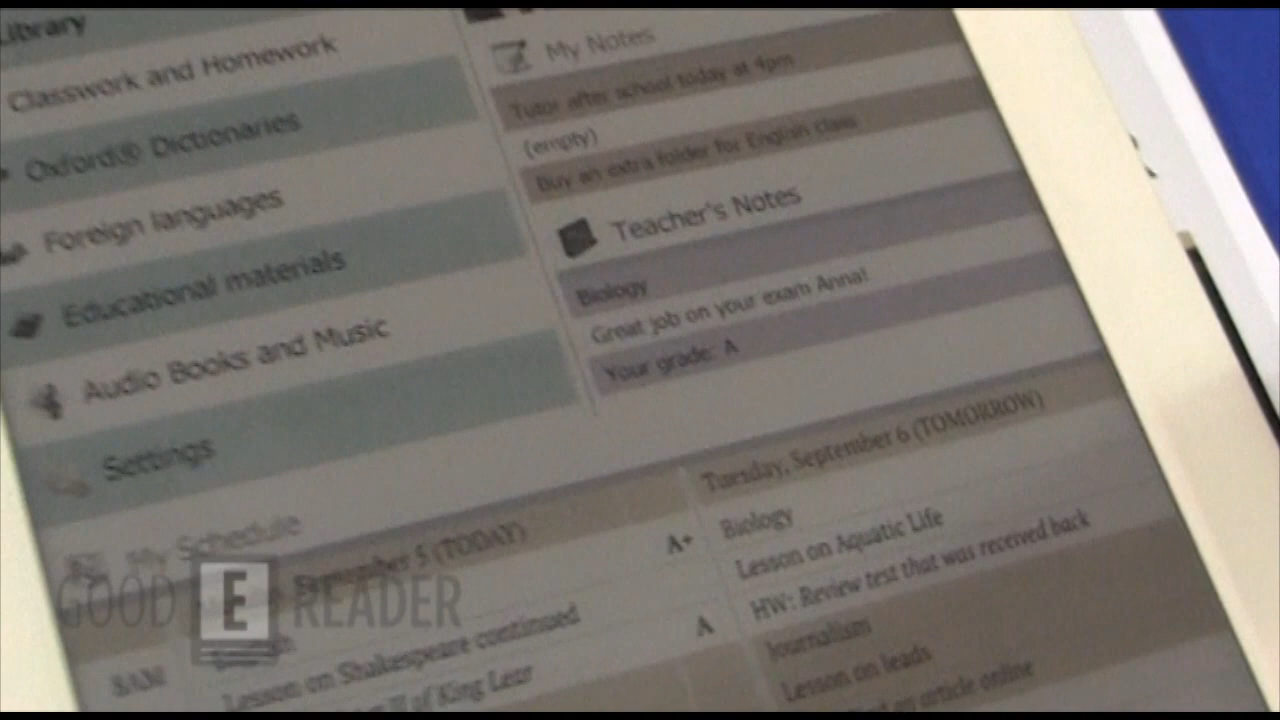 Library
Classwork and Homework
Oxford® Dictionaries
Foreign languages
Educational materials
Audio Books and Music
Settings
My Notes
Tutor after school today at 4pm
(empty)
Buy an extra folder for English class
Teacher's Notes
Biology
Great job on your exam Anna!
Your grade: A
My Schedule
September 5 (TODAY)
A+
8AM
Lesson on Shakespeare continued
A
II of King Lear
Tuesday, September 6 (TOMORROW)
Biology
Lesson on Aquatic Life
HW: Review test that was received back
Journalism
Lesson on leads
an article online
GOOD E READER